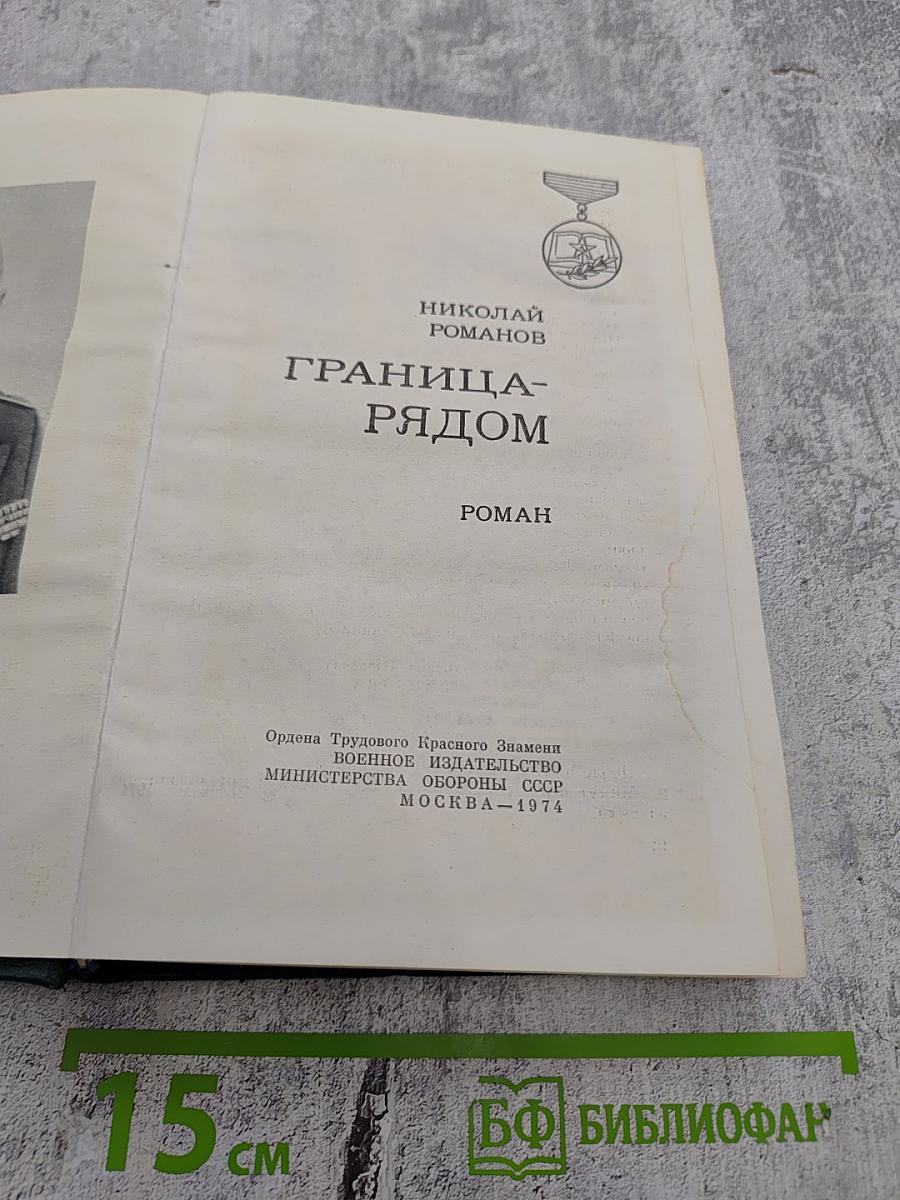 НИКОЛАЙ
РОМАНОВ
ГРАНИЦА-
РЯДОМ
РОМАН
Ордена Трудового Красного Знамени
ВОЕННОЕ ИЗДАТЕЛЬСТВО
МИНИСТЕРСТВА ОБОРОНЫ СССР
МОСКВА—1974
15 см
БФ БИБЛИОФАН